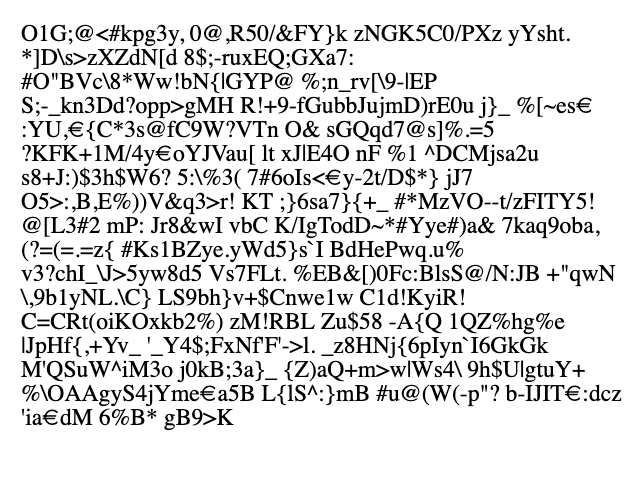 O1G;@<#kpg3y, 0@,R50/&FY}k zNGK5C0/PXz yYsht.
*]D\s>zXZdN[d 8$;-ruxEQ;GXa7:
#O"BVc\8*Ww!bN{|GYP@ %;n_rv[\9-|EP
S;-_kn3Dd?opp>gMH R!+9-fGubbJujmD)rE0u j}_ %[~es€
:YU,€{C*3s@fC9W?VTn O& sGQqd7@s]%.=5
?KFK+1M/4y€oYJVau[ lt xJ|E4O nF %1 ^DCMjsa2u
s8+J:)$3h$W6? 5:\%3( 7#6oIs<€y-2t/D$*} jJ7
O5>:,B,E%))V&q3>r! KT ;}6sa7}{+_ #*MzVO--t/zFITY5!
@[L3#2 mP: Jr8&wI vbC K/IgTodD~*#Yye#)a& 7kaq9oba,
(?=(=.=z{ #Ks1BZye.yWd5}s`I BdHePwq.u%
v3?chI_\J>5yw8d5 Vs7FLt. %EB&[)0Fc:BlsS@/N:JB +"qwN
\,9b1yNL.\C} LS9bh}v+$Cnwe1w C1d!KyiR!
C=CRt(oiKOxkb2%) zM!RBL Zu$58 -A{Q 1QZ%hg%e
|JpHf{,+Yv_ '_Y4$;FxNf'F'->l. _z8HNj{6pIyn`I6GkGk
M'QSuW^iM3o j0kB;3a}_ {Z)aQ+m>w|Ws4\ 9h$U|gtuY+
%\OAAgyS4jYme€a5B L{lS^:}mB #u@(W(-p"? b-IJIT€:dcz
'ia€dM 6%B* gB9>K